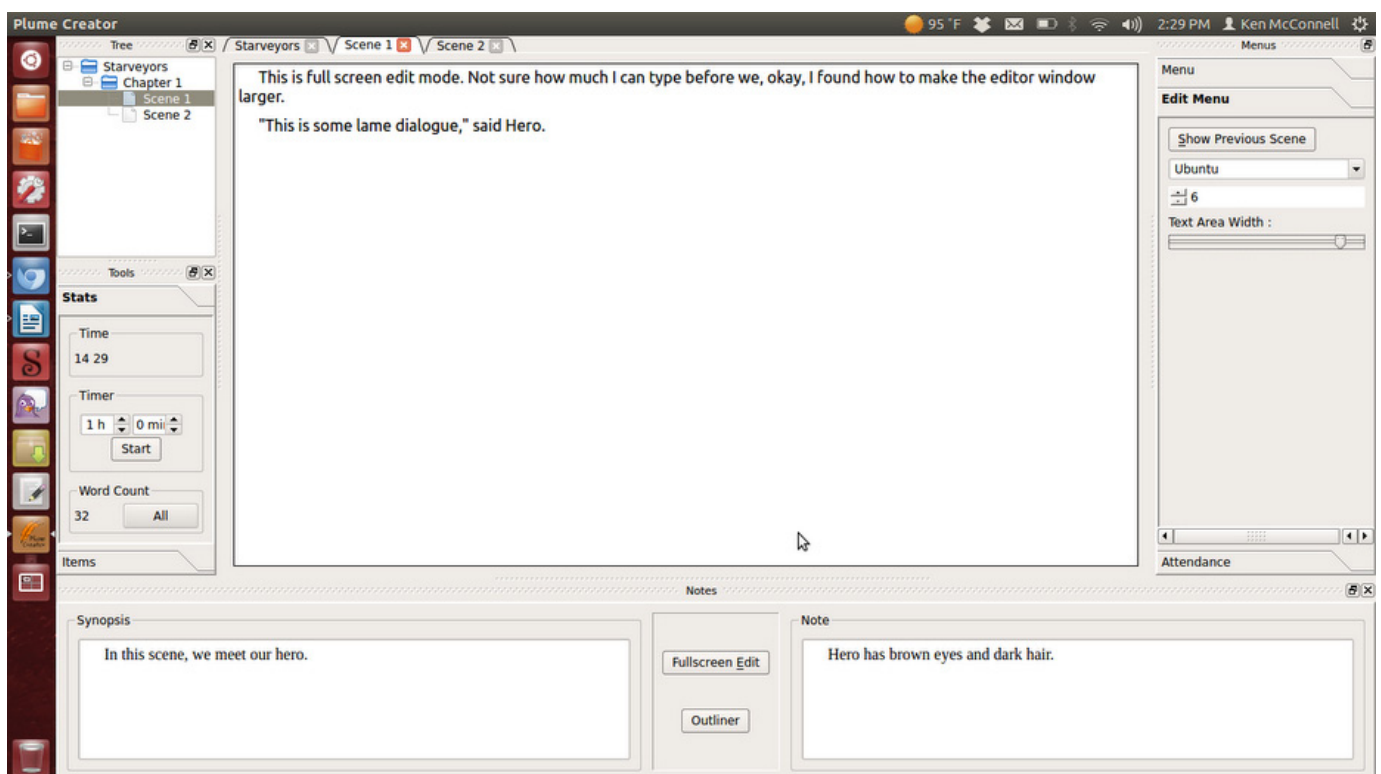 Plume Creator
95 °F
2:29 PM
Ken McConnell
Tree
Starveyors
Chapter 1
Scene 1
Scene 2
Starveyors
Scene 1
Scene 2
This is full screen edit mode. Not sure how much I can type before we, okay, I found how to make the editor window
larger.
"This is some lame dialogue," said Hero.
Menus
Menu
Edit Menu
Show Previous Scene
Ubuntu
6
Text Area Width :
Attendance
Tools
Stats
Time
14 29
Timer
1 h
0 mi
Start
Word Count
32
All
Items
Notes
Synopsis
In this scene, we meet our hero.
Fullscreen Edit
Outliner
Note
Hero has brown eyes and dark hair.